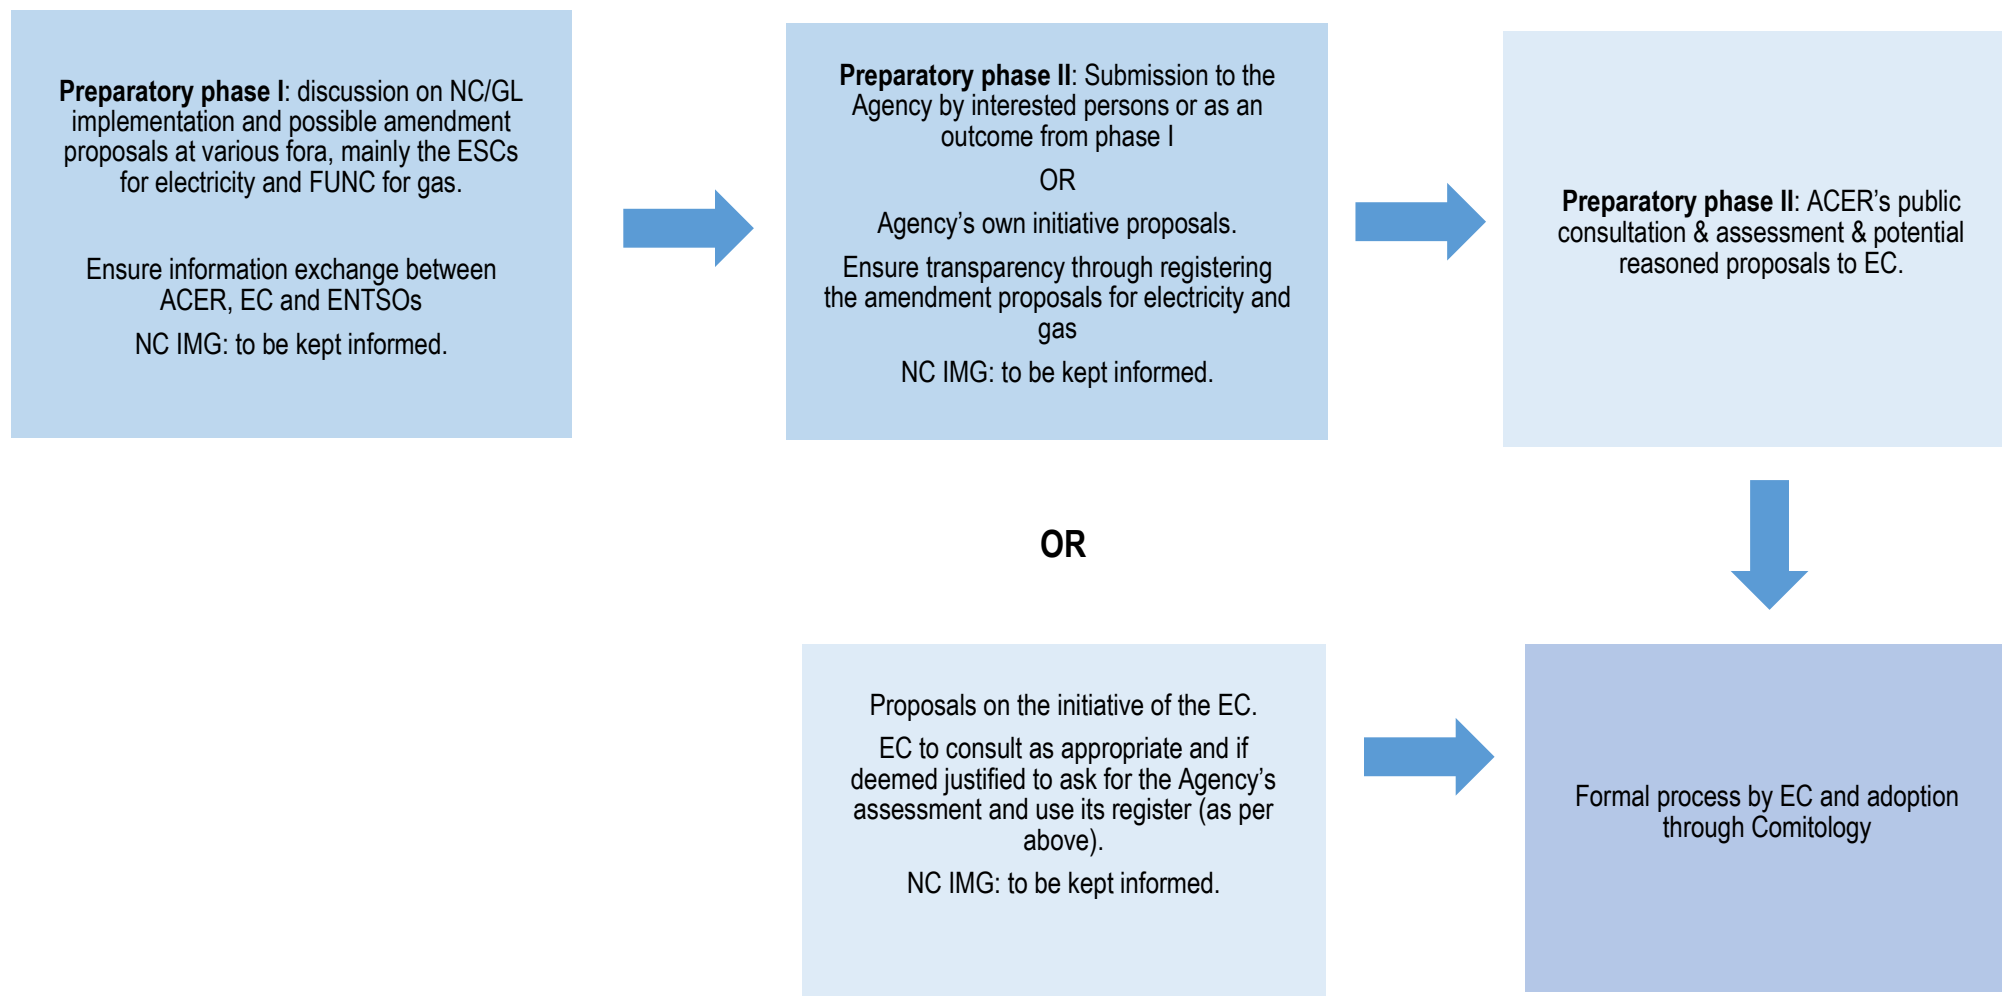 Preparatory phase I: discussion on NC/GL
implementation and possible amendment
proposals at various fora, mainly the ESCs
for electricity and FUNC for gas.
Ensure information exchange between
ACER, EC and ENTSOs
NC IMG: to be kept informed.
Preparatory phase II: Submission to the
Agency by interested persons or as an
outcome from phase I
OR
Agency’s own initiative proposals.
Ensure transparency through registering
the amendment proposals for electricity and
gas
NC IMG: to be kept informed.
Preparatory phase II: ACER’s public
consultation & assessment & potential
reasoned proposals to EC.
OR
Proposals on the initiative of the EC.
EC to consult as appropriate and if
deemed justified to ask for the Agency’s
assessment and use its register (as per
above).
NC IMG: to be kept informed.
Formal process by EC and adoption
through Comitology